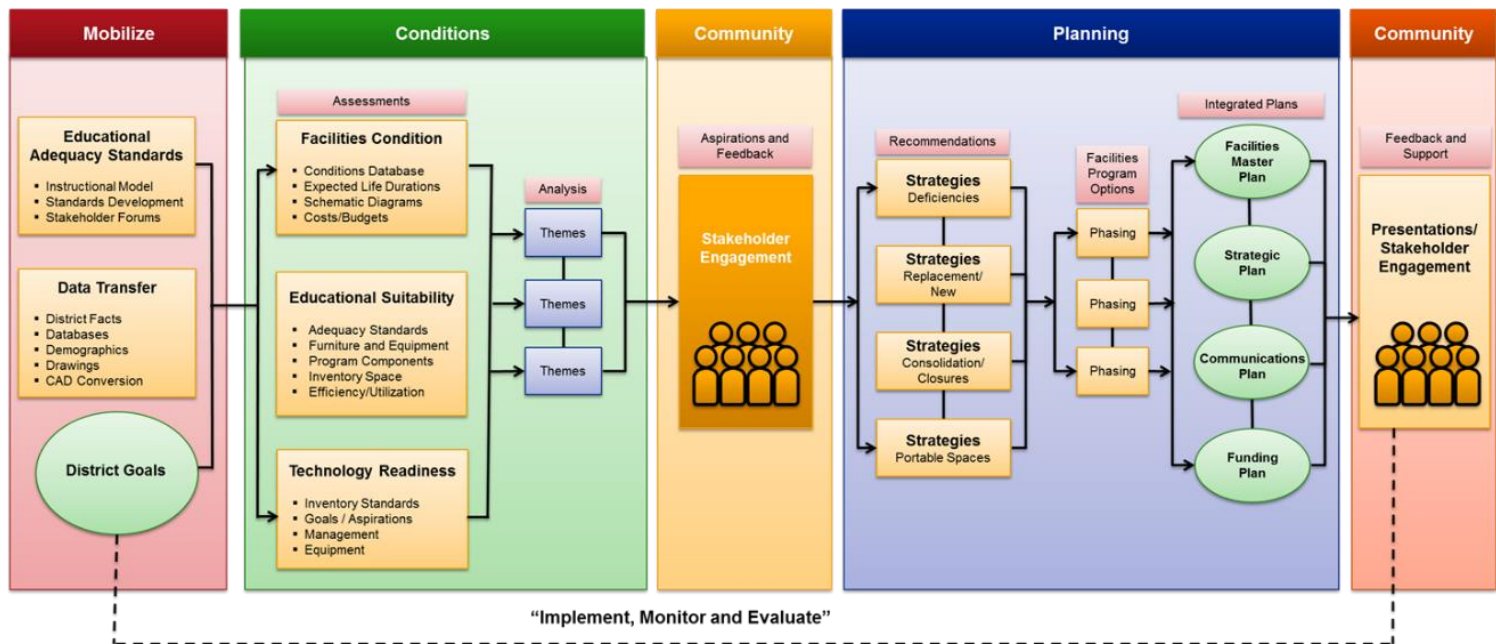 Mobilize
Educational
Adequacy Standards
▪ Instructional Model
▪ Standards Development
▪ Stakeholder Forums
Data Transfer
▪ District Facts
▪ Databases
▪ Demographics
▪ Drawings
▪ CAD Conversion
District Goals
Conditions
Assessments
Facilities Condition
▪ Conditions Database
▪ Expected Life Durations
▪ Schematic Diagrams
▪ Costs/Budgets
Educational Suitability
▪ Adequacy Standards
▪ Furniture and Equipment
▪ Program Components
▪ Inventory Space
▪ Efficiency/Utilization
Technology Readiness
▪ Inventory Standards
▪ Goals / Aspirations
▪ Management
▪ Equipment
Analysis
Themes
Themes
Themes
Community
Aspirations and
Feedback
Stakeholder
Engagement
Planning
Recommendations
Strategies
Deficiencies
Strategies
Replacement/
New
Strategies
Consolidation/
Closures
Strategies
Portable Spaces
Facilities
Program
Options
Phasing
Phasing
Phasing
Integrated Plans
Facilities
Master
Plan
Strategic
Plan
Communications
Plan
Funding
Plan
Community
Feedback and
Support
Presentations/
Stakeholder
Engagement
“Implement, Monitor and Evaluate”